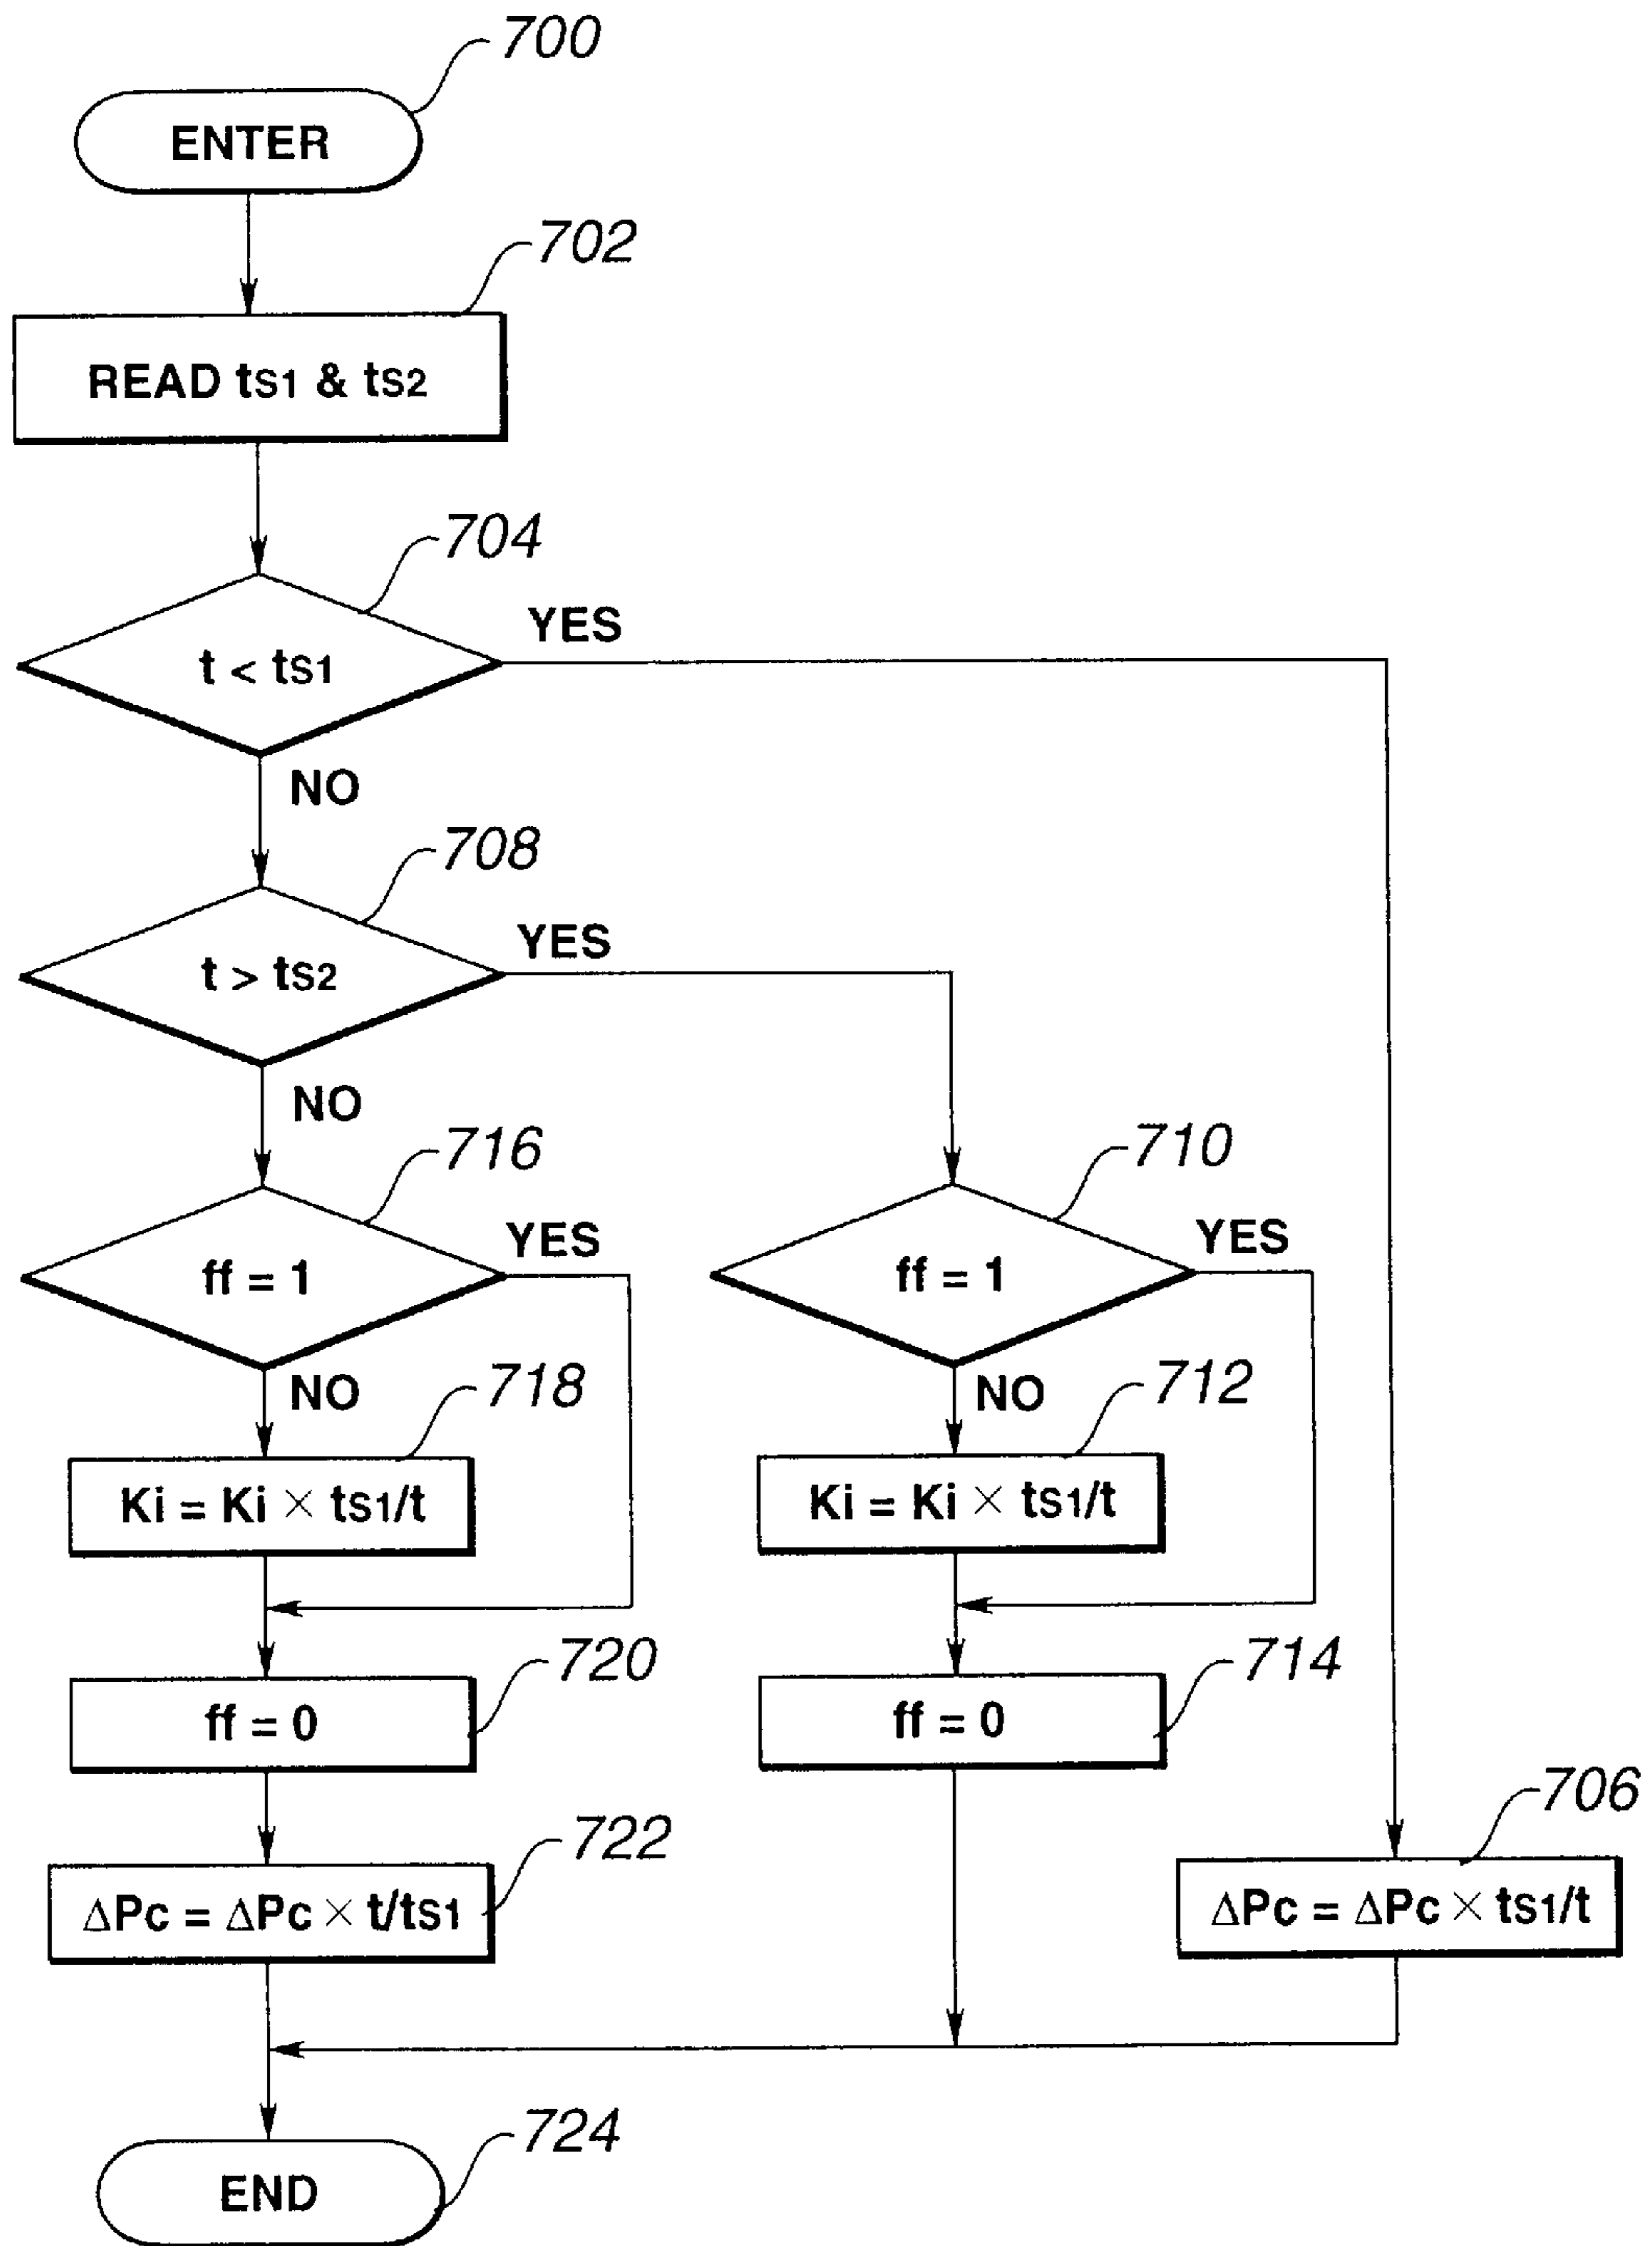 700
ENTER
702
READ tS1 & tS2
704
YES
t < tS1
NO
708
YES
t > tS2
NO
716
YES
ff = 1
NO
718
Ki = Ki × tS1/t
710
YES
ff = 1
NO
712
Ki = Ki × tS1/t
720
ff = 0
714
ff = 0
722
ΔPc = ΔPc × t/tS1
706
ΔPc = ΔPc × tS1/t
724
END